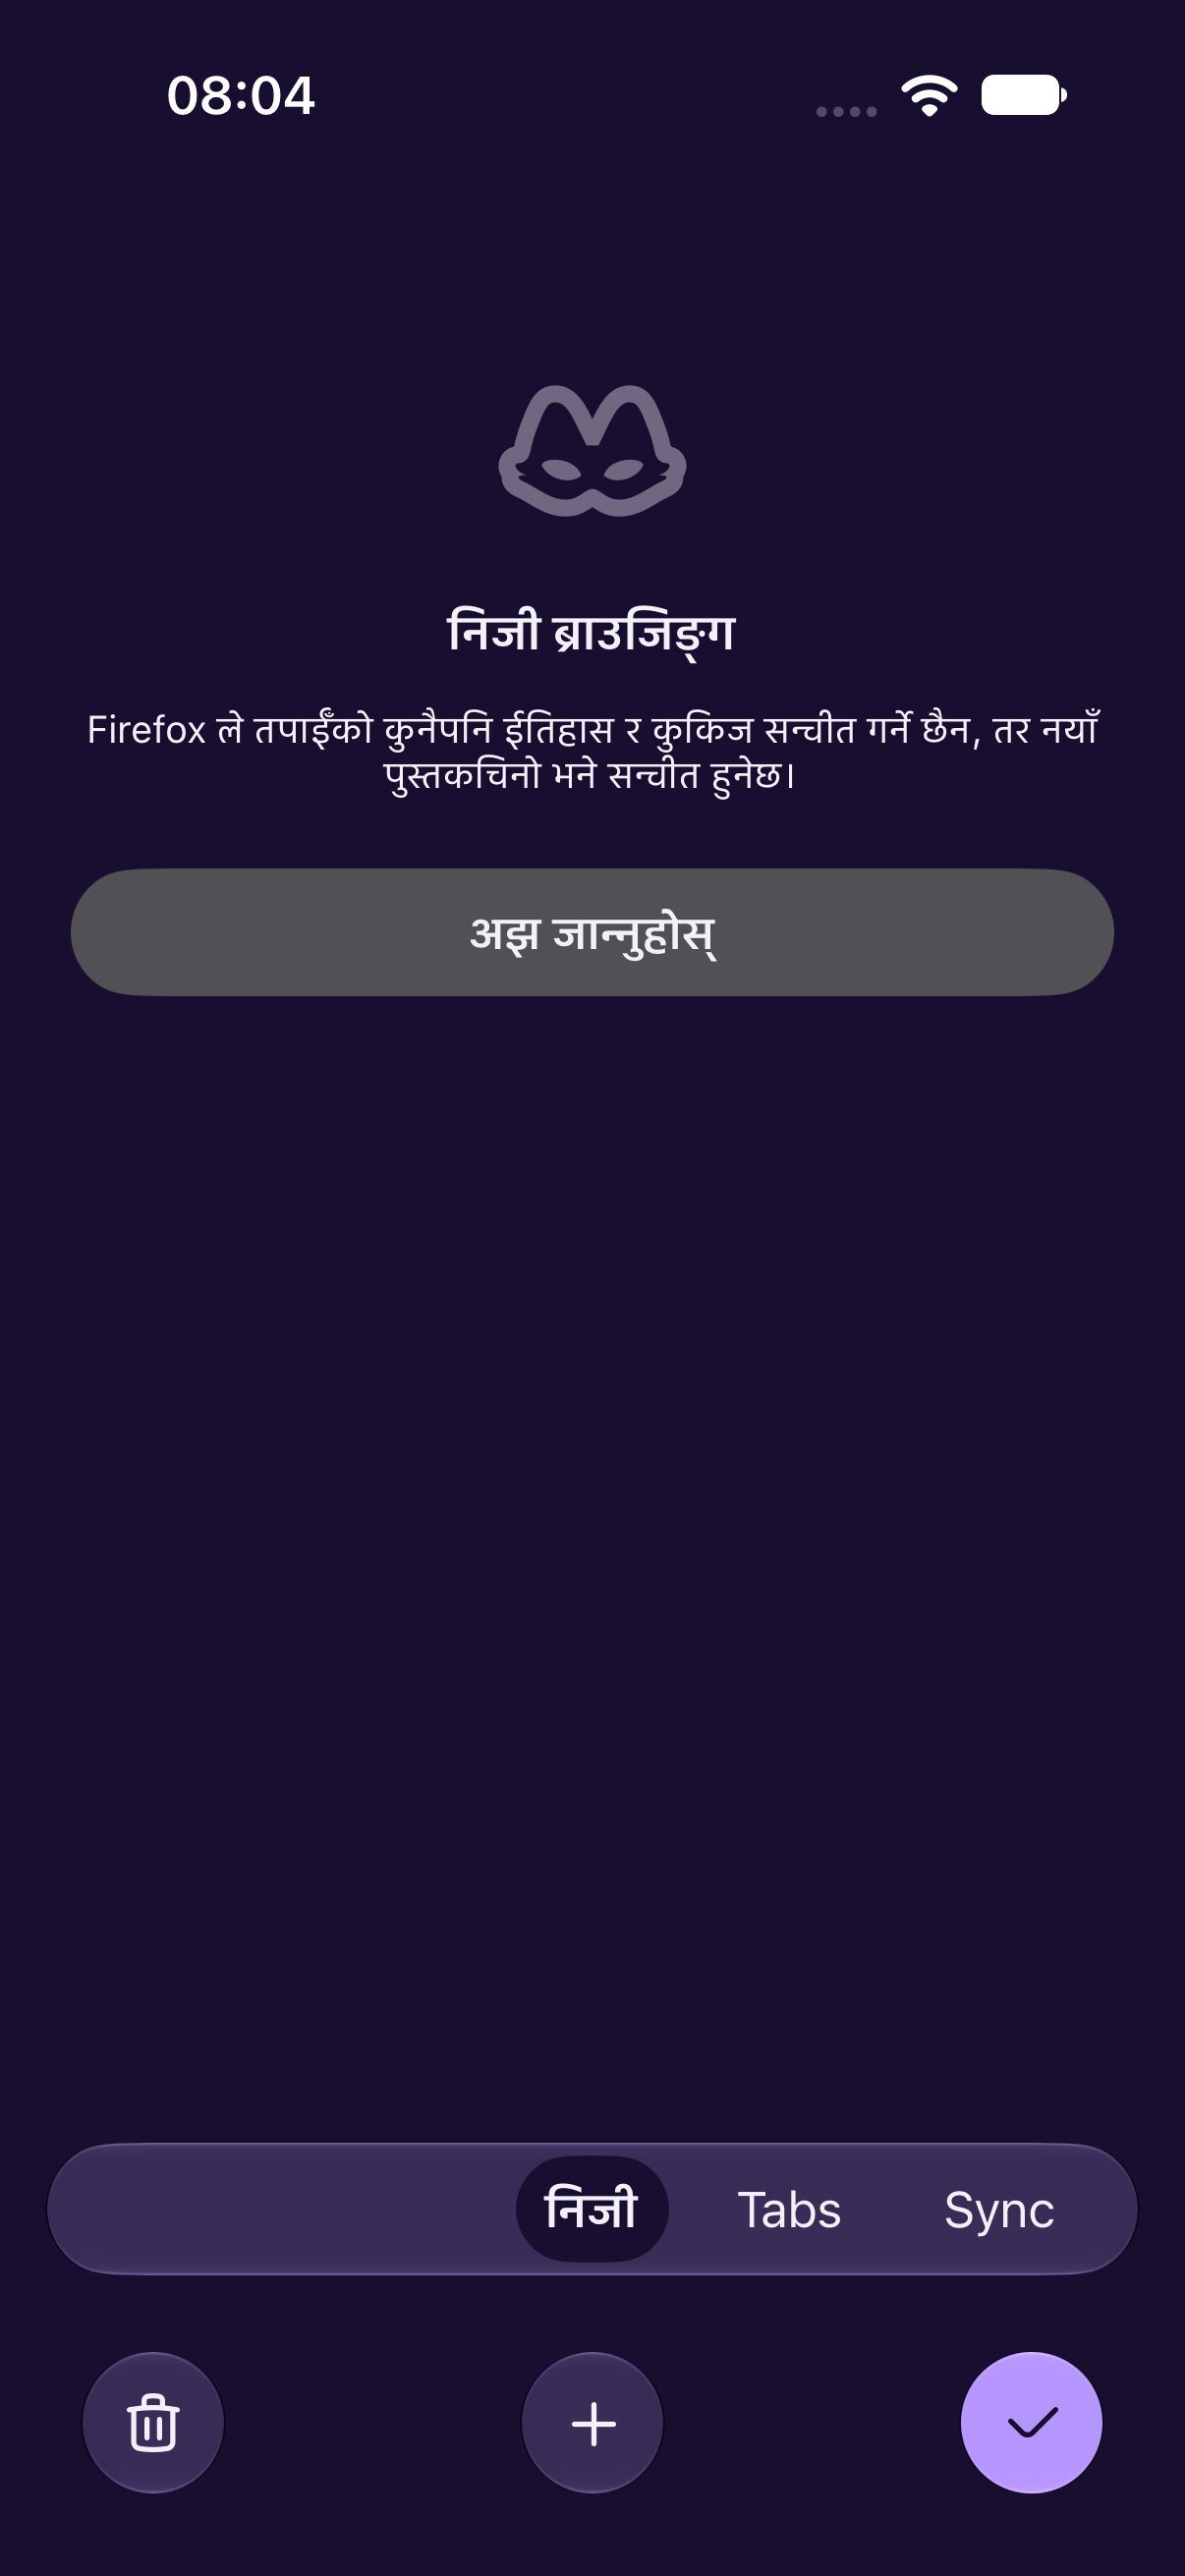 08:04
निजी ब्राउजिङ्ग
Firefox ले तपाईँको कुनैपनि ईतिहास र कुकिज सन्चीत गर्ने छैन, तर नयाँ
पुस्तकचिनो भने सन्चीत हुनेछ।
अझ जान्नुहोस्
निजी Tabs Sync